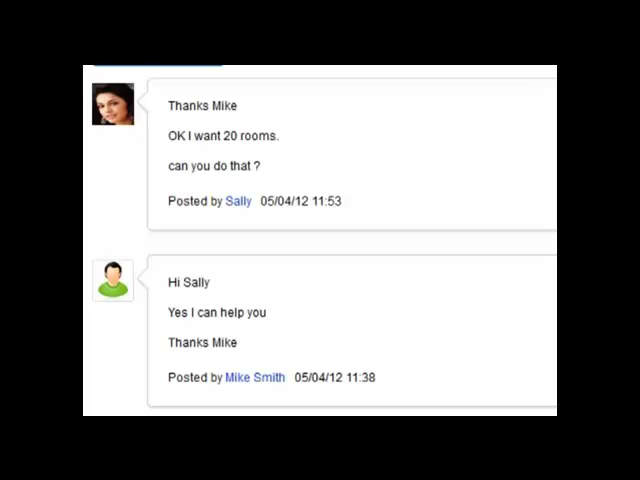 Thanks Mike
OK I want 20 rooms.
can you do that ?
Posted by Sally 05/04/12 11:53
Hi Sally
Yes I can help you
Thanks Mike
Posted by Mike Smith 05/04/12 11:38